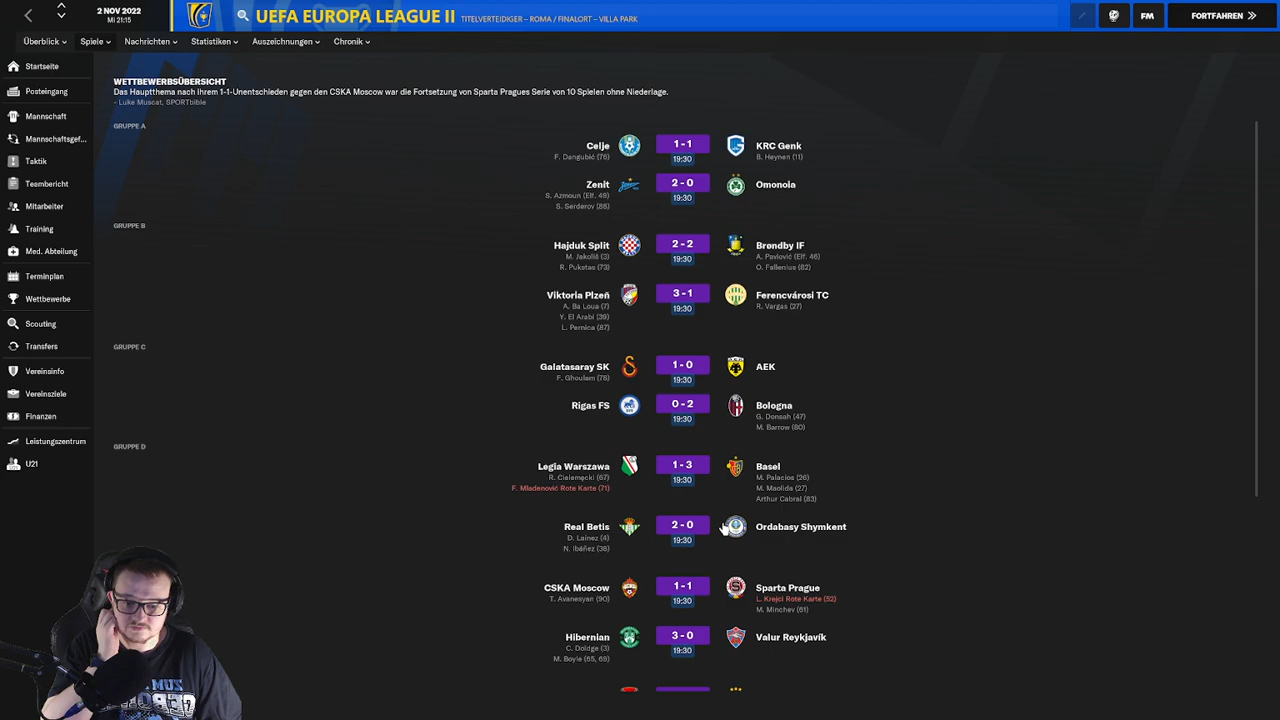 2 NOV 2022
Mi 21:15
UEFA EUROPA LEAGUE II
TITELVERTEIDIGER – ROMA / FINALORT – VILLA PARK
FM
FORTFAHREN
Überblick
Spiele
Nachrichten
Statistiken
Auszeichnungen
Chronik
Startseite
Posteingang
Mannschaft
Mannschaftsgef...
Taktik
Teambericht
Mitarbeiter
Training
Med. Abteilung
Terminplan
Wettbewerbe
Scouting
Transfers
Vereinsinfo
Vereinsziele
Finanzen
Leistungszentrum
U21
WETTBEWERBSÜBERSICHT
Das Hauptthema nach Ihrem 1-1-Unentschieden gegen den CSKA Moscow war die Fortsetzung von Sparta Pragues Serie von 10 Spielen ohne Niederlage.
- Luke Muscat, SPORTbible
GRUPPE A
Celje 1 - 1 KRC Genk
F. Dangubić (76) 19:30 B. Heynen (11)
Zenit 2 - 0 Omonoia
S. Azmoun (Elf. 49) 19:30
S. Serderov (88)
GRUPPE B
Hajduk Split 2 - 2 Brøndby IF
M. Jakoliš (3) 19:30 A. Pavlović (Elf. 46)
R. Pukstas (73) O. Fallenius (82)
Viktoria Plzeň 3 - 1 Ferencvárosi TC
A. Ba Loua (7) 19:30 R. Vargas (27)
Y. El Arabi (39)
L. Pernica (87)
GRUPPE C
Galatasaray SK 1 - 0 AEK
F. Ghoulam (78) 19:30
Rigas FS 0 - 2 Bologna
19:30 G. Donsah (47)
M. Barrow (80)
GRUPPE D
Legia Warszawa 1 - 3 Basel
R. Cielemęcki (67) 19:30 M. Palacios (26)
F. Mladenović Rote Karte (71) M. Maolida (27)
Arthur Cabral (83)
Real Betis 2 - 0 Ordabasy Shymkent
D. Lainez (4) 19:30
N. Ibáñez (38)
CSKA Moscow 1 - 1 Sparta Prague
T. Avanesyan (90) 19:30 L. Krejcí Rote Karte (52)
M. Minchev (61)
Hibernian 3 - 0 Valur Reykjavík
C. Doidge (3) 19:30
M. Boyle (65, 69)